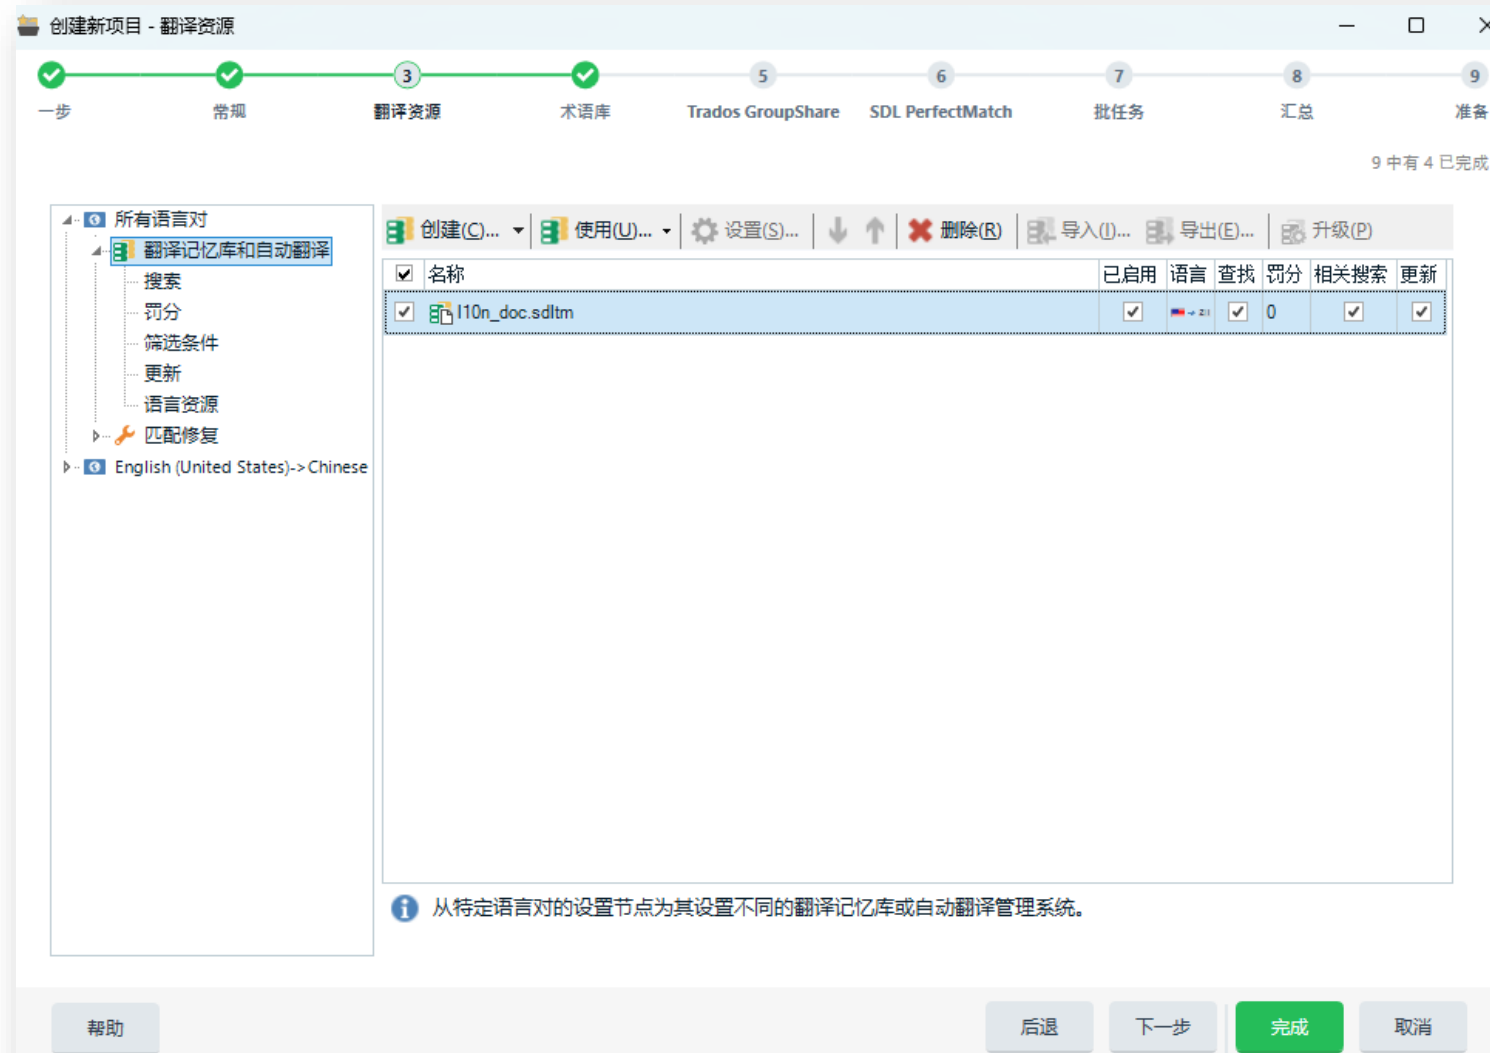 创建新项目 - 翻译资源
3 5 6 7 8 9
一步 常规 翻译资源 术语库 Trados GroupShare SDL PerfectMatch 批任务 汇总 准备
9 中有 4 已完成
所有语言对
翻译记忆库和自动翻译
搜索
罚分
筛选条件
更新
语言资源
匹配修复
English (United States)->Chinese
创建(C)... 使用(U)... 设置(S)... 删除(R) 导入(I)... 导出(E)... 升级(P)
名称 已启用 语言 查找 罚分 相关搜索 更新
l10n_doc.sdltm 0
从特定语言对的设置节点为其设置不同的翻译记忆库或自动翻译管理系统。
帮助 后退 下一步 完成 取消